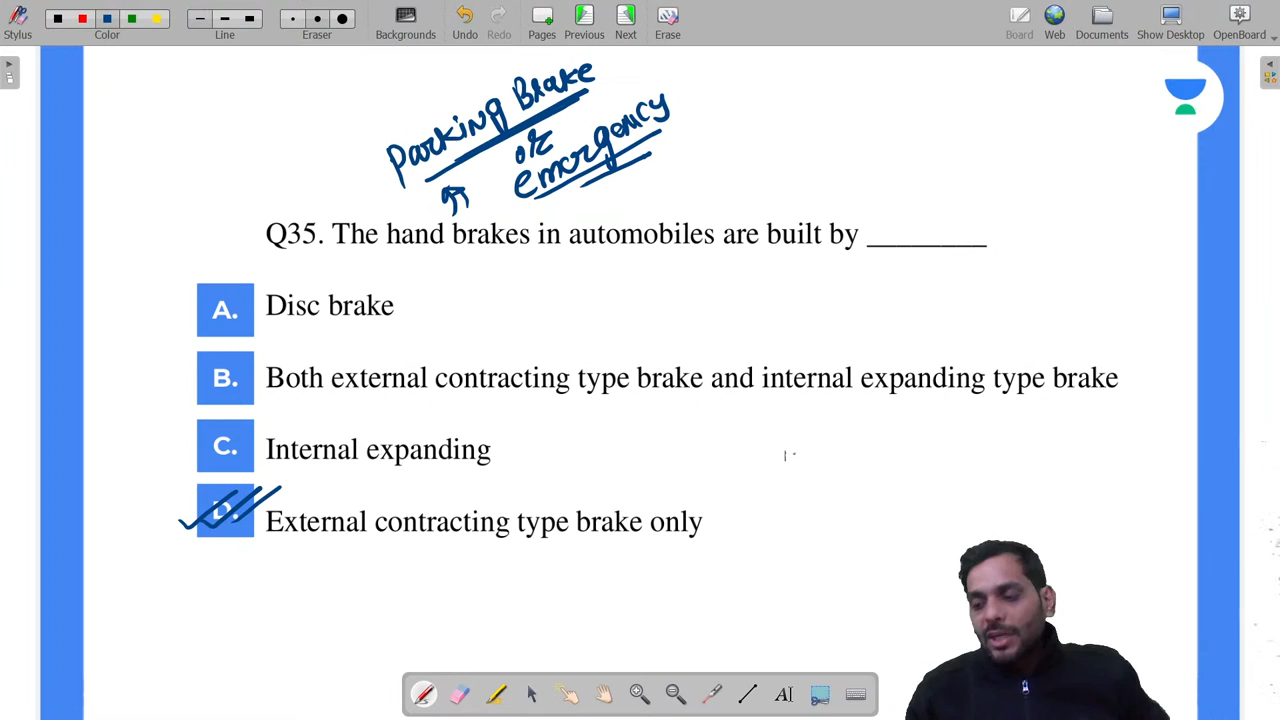 Stylus
Color
Line
Eraser
Backgrounds
Undo
Redo
Pages
Previous
Next
Erase
Board
Web
Documents
Show Desktop
OpenBoard
Parking Brake
or
emergency
Q35. The hand brakes in automobiles are built by ________
A. Disc brake
B. Both external contracting type brake and internal expanding type brake
C. Internal expanding
D. External contracting type brake only
AI